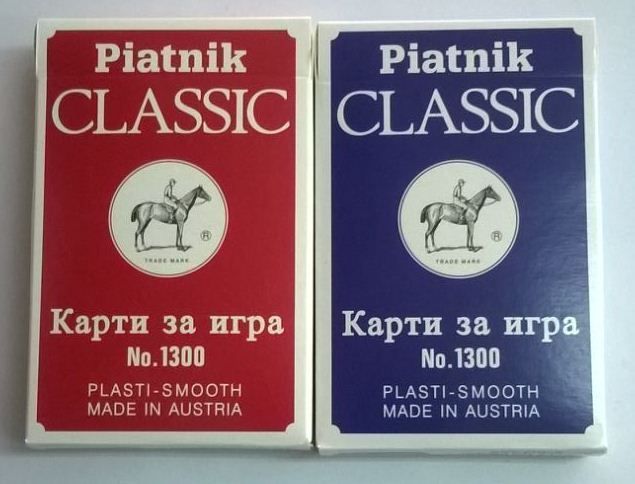 Piatnik
CLASSIC
®
TRADE MARK
Карти за игра
No.1300
PLASTI-SMOOTH
MADE IN AUSTRIA
Piatnik
CLASSIC
®
TRADE MARK
Карти за игра
No.1300
PLASTI-SMOOTH
MADE IN AUSTRIA